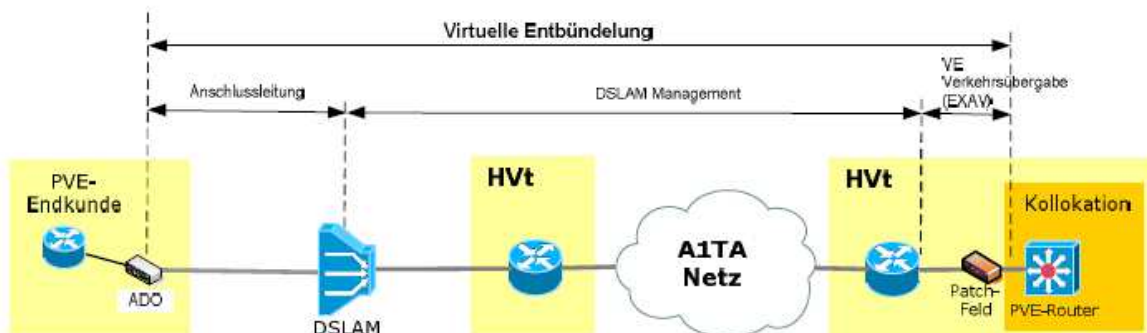 Virtuelle Entbündelung
VE
Verkehrsübergabe
(EXAV)
Anschlussleitung
DSLAM Management
PVE-
Endkunde
HVt
HVt
Kollokation
A1TA
Netz
ADO
DSLAM
Patch-
Feld
PVE-Router